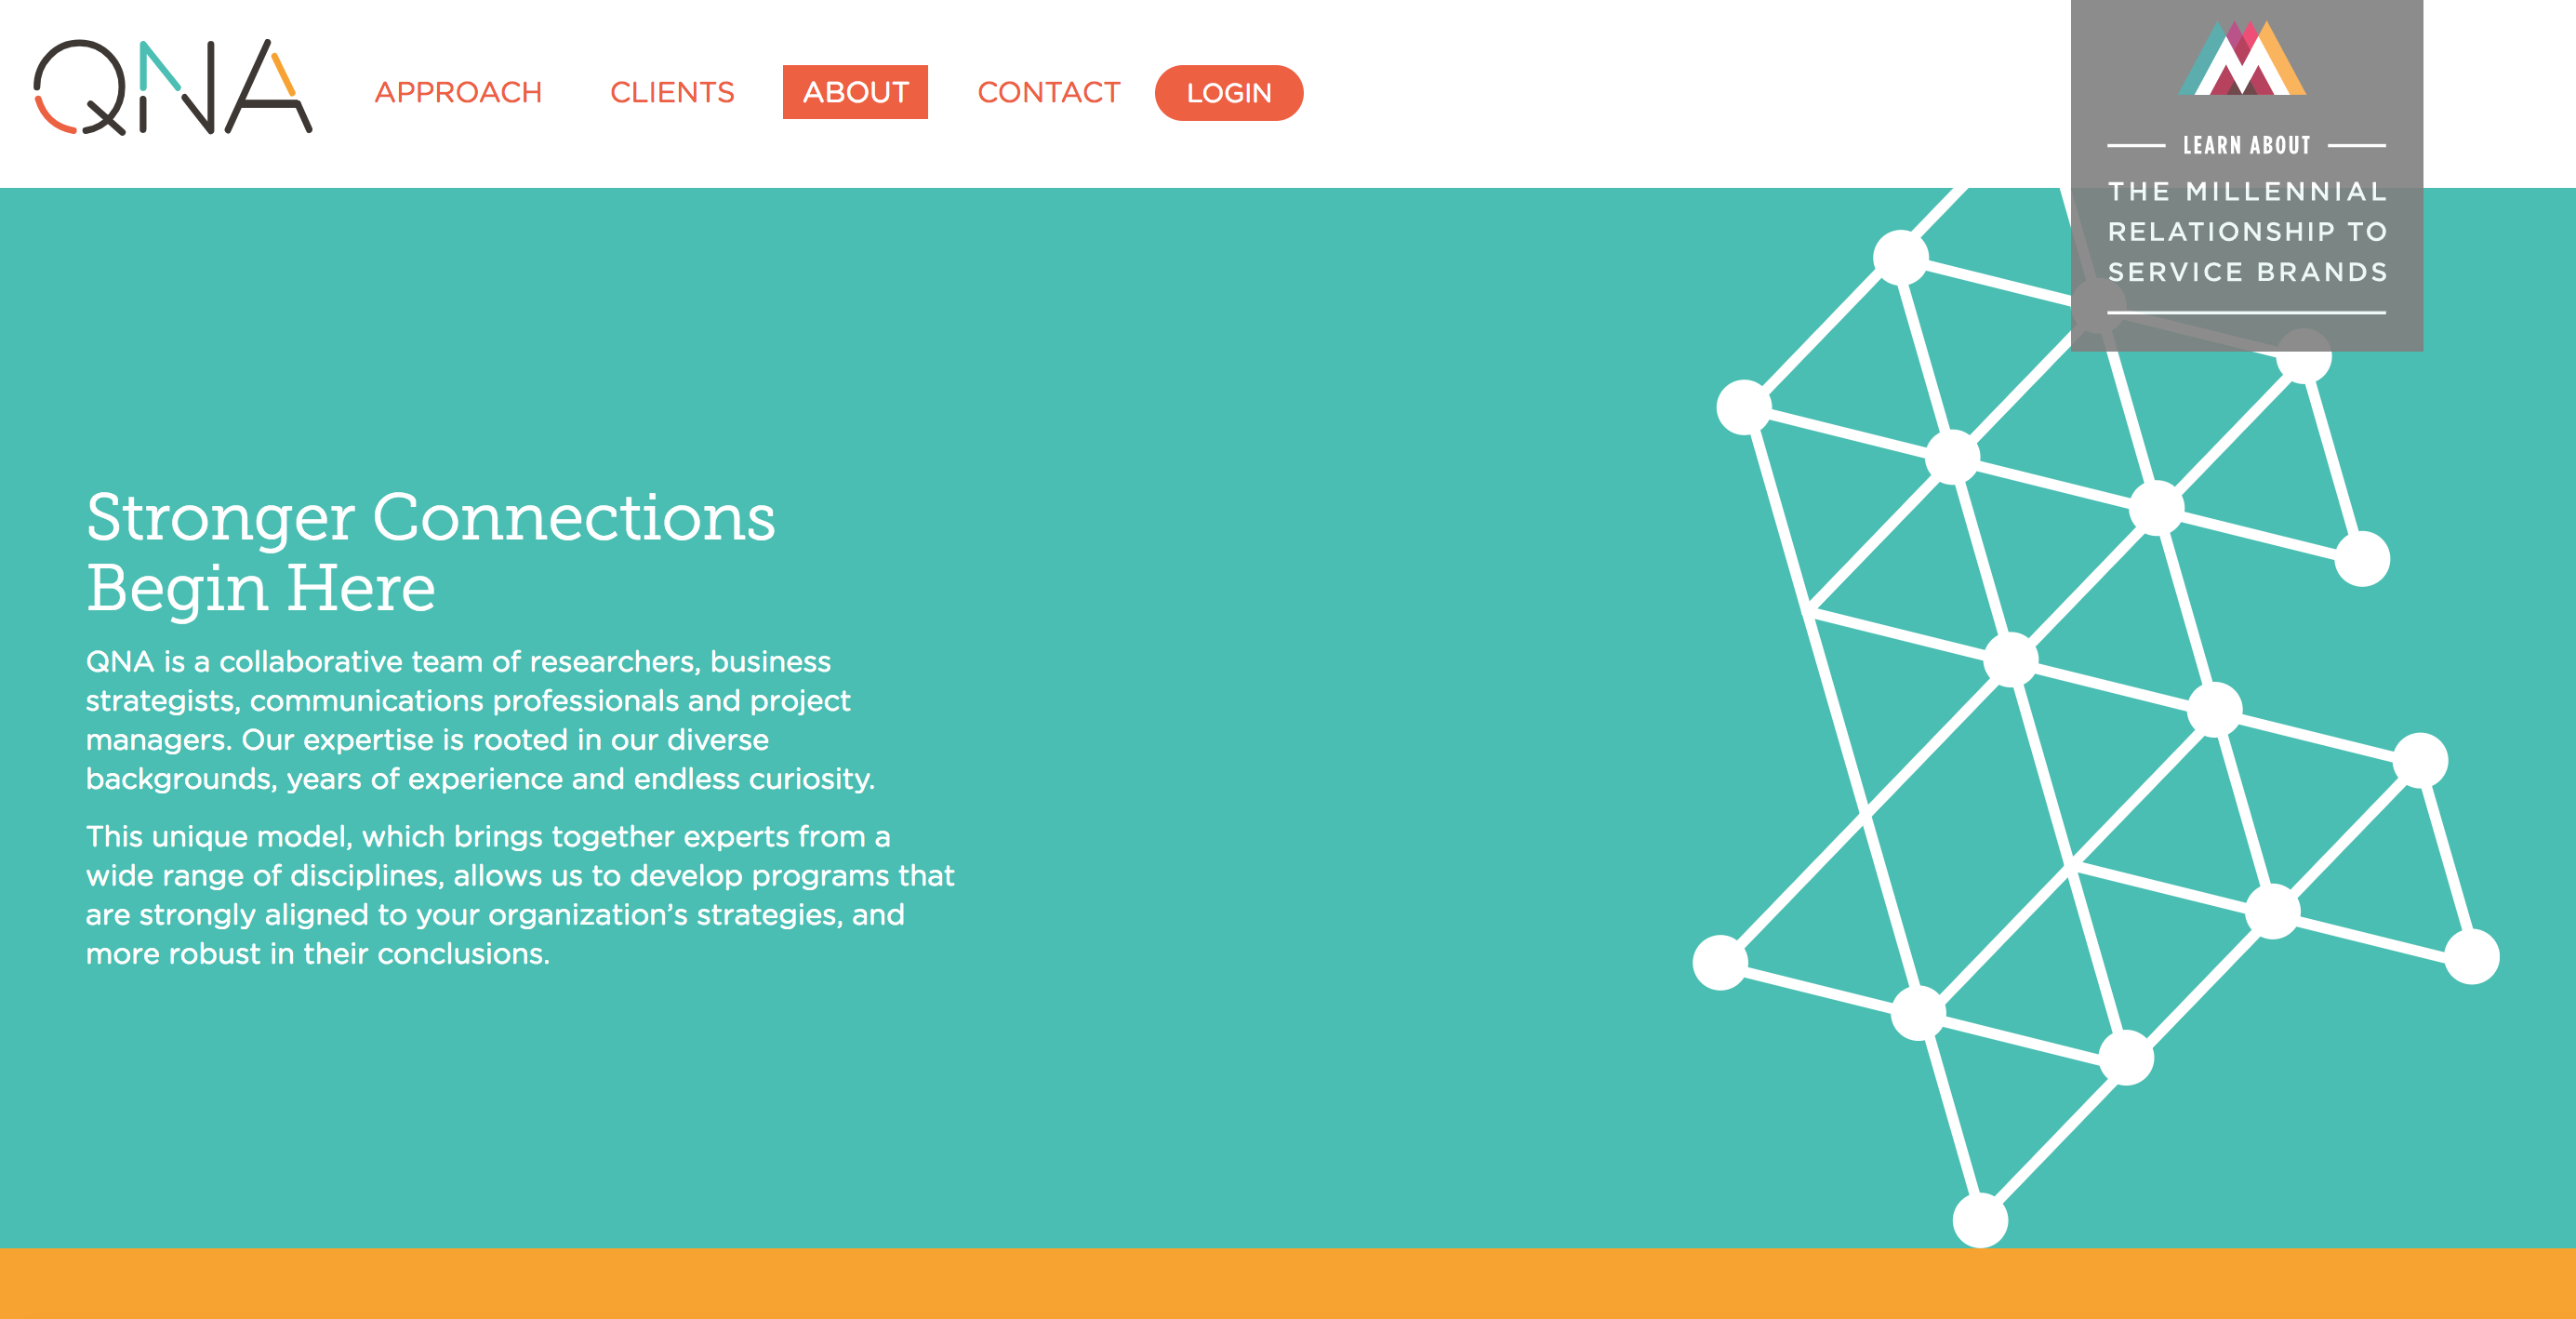 QNA
APPROACH
CLIENTS
ABOUT
CONTACT
LOGIN
LEARN ABOUT
THE MILLENNIAL
RELATIONSHIP TO
SERVICE BRANDS
Stronger Connections
Begin Here
QNA is a collaborative team of researchers, business
strategists, communications professionals and project
managers. Our expertise is rooted in our diverse
backgrounds, years of experience and endless curiosity.
This unique model, which brings together experts from a
wide range of disciplines, allows us to develop programs that
are strongly aligned to your organization’s strategies, and
more robust in their conclusions.